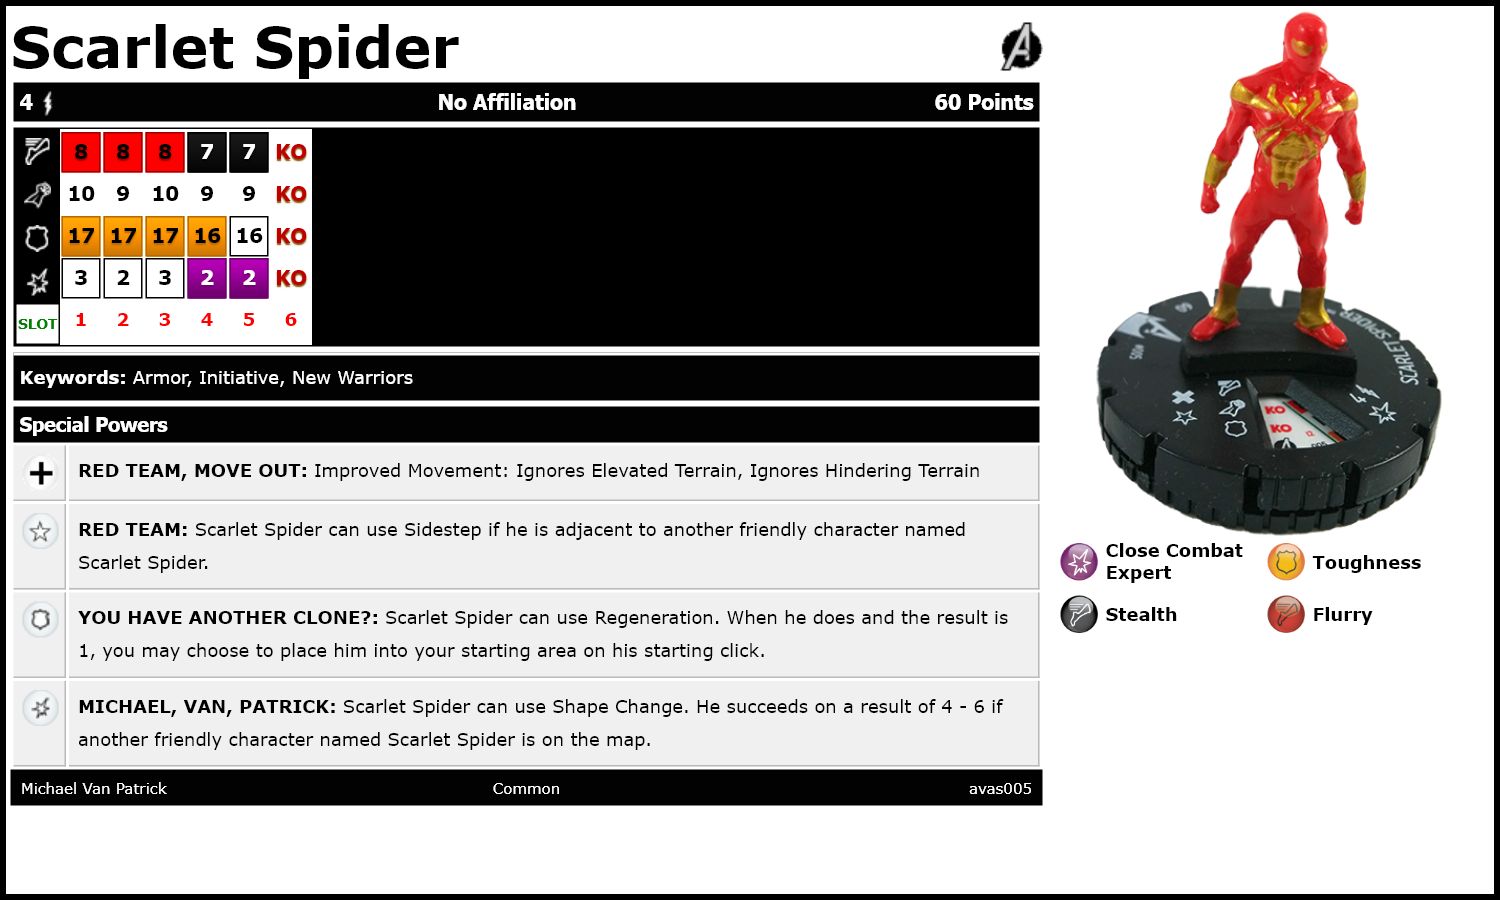 Scarlet Spider
4 No Affiliation 60 Points
8 8 8 7 7 KO
10 9 10 9 9 KO
17 17 17 16 16 KO
3 2 3 2 2 KO
SLOT 1 2 3 4 5 6
Keywords: Armor, Initiative, New Warriors
Special Powers
RED TEAM, MOVE OUT: Improved Movement: Ignores Elevated Terrain, Ignores Hindering Terrain
RED TEAM: Scarlet Spider can use Sidestep if he is adjacent to another friendly character named
Scarlet Spider.
YOU HAVE ANOTHER CLONE?: Scarlet Spider can use Regeneration. When he does and the result is
1, you may choose to place him into your starting area on his starting click.
MICHAEL, VAN, PATRICK: Scarlet Spider can use Shape Change. He succeeds on a result of 4 - 6 if
another friendly character named Scarlet Spider is on the map.
Michael Van Patrick Common avas005
SCARLET SPIDER
#005
4
KO
KO
12
005
Close Combat
Expert
Toughness
Stealth
Flurry